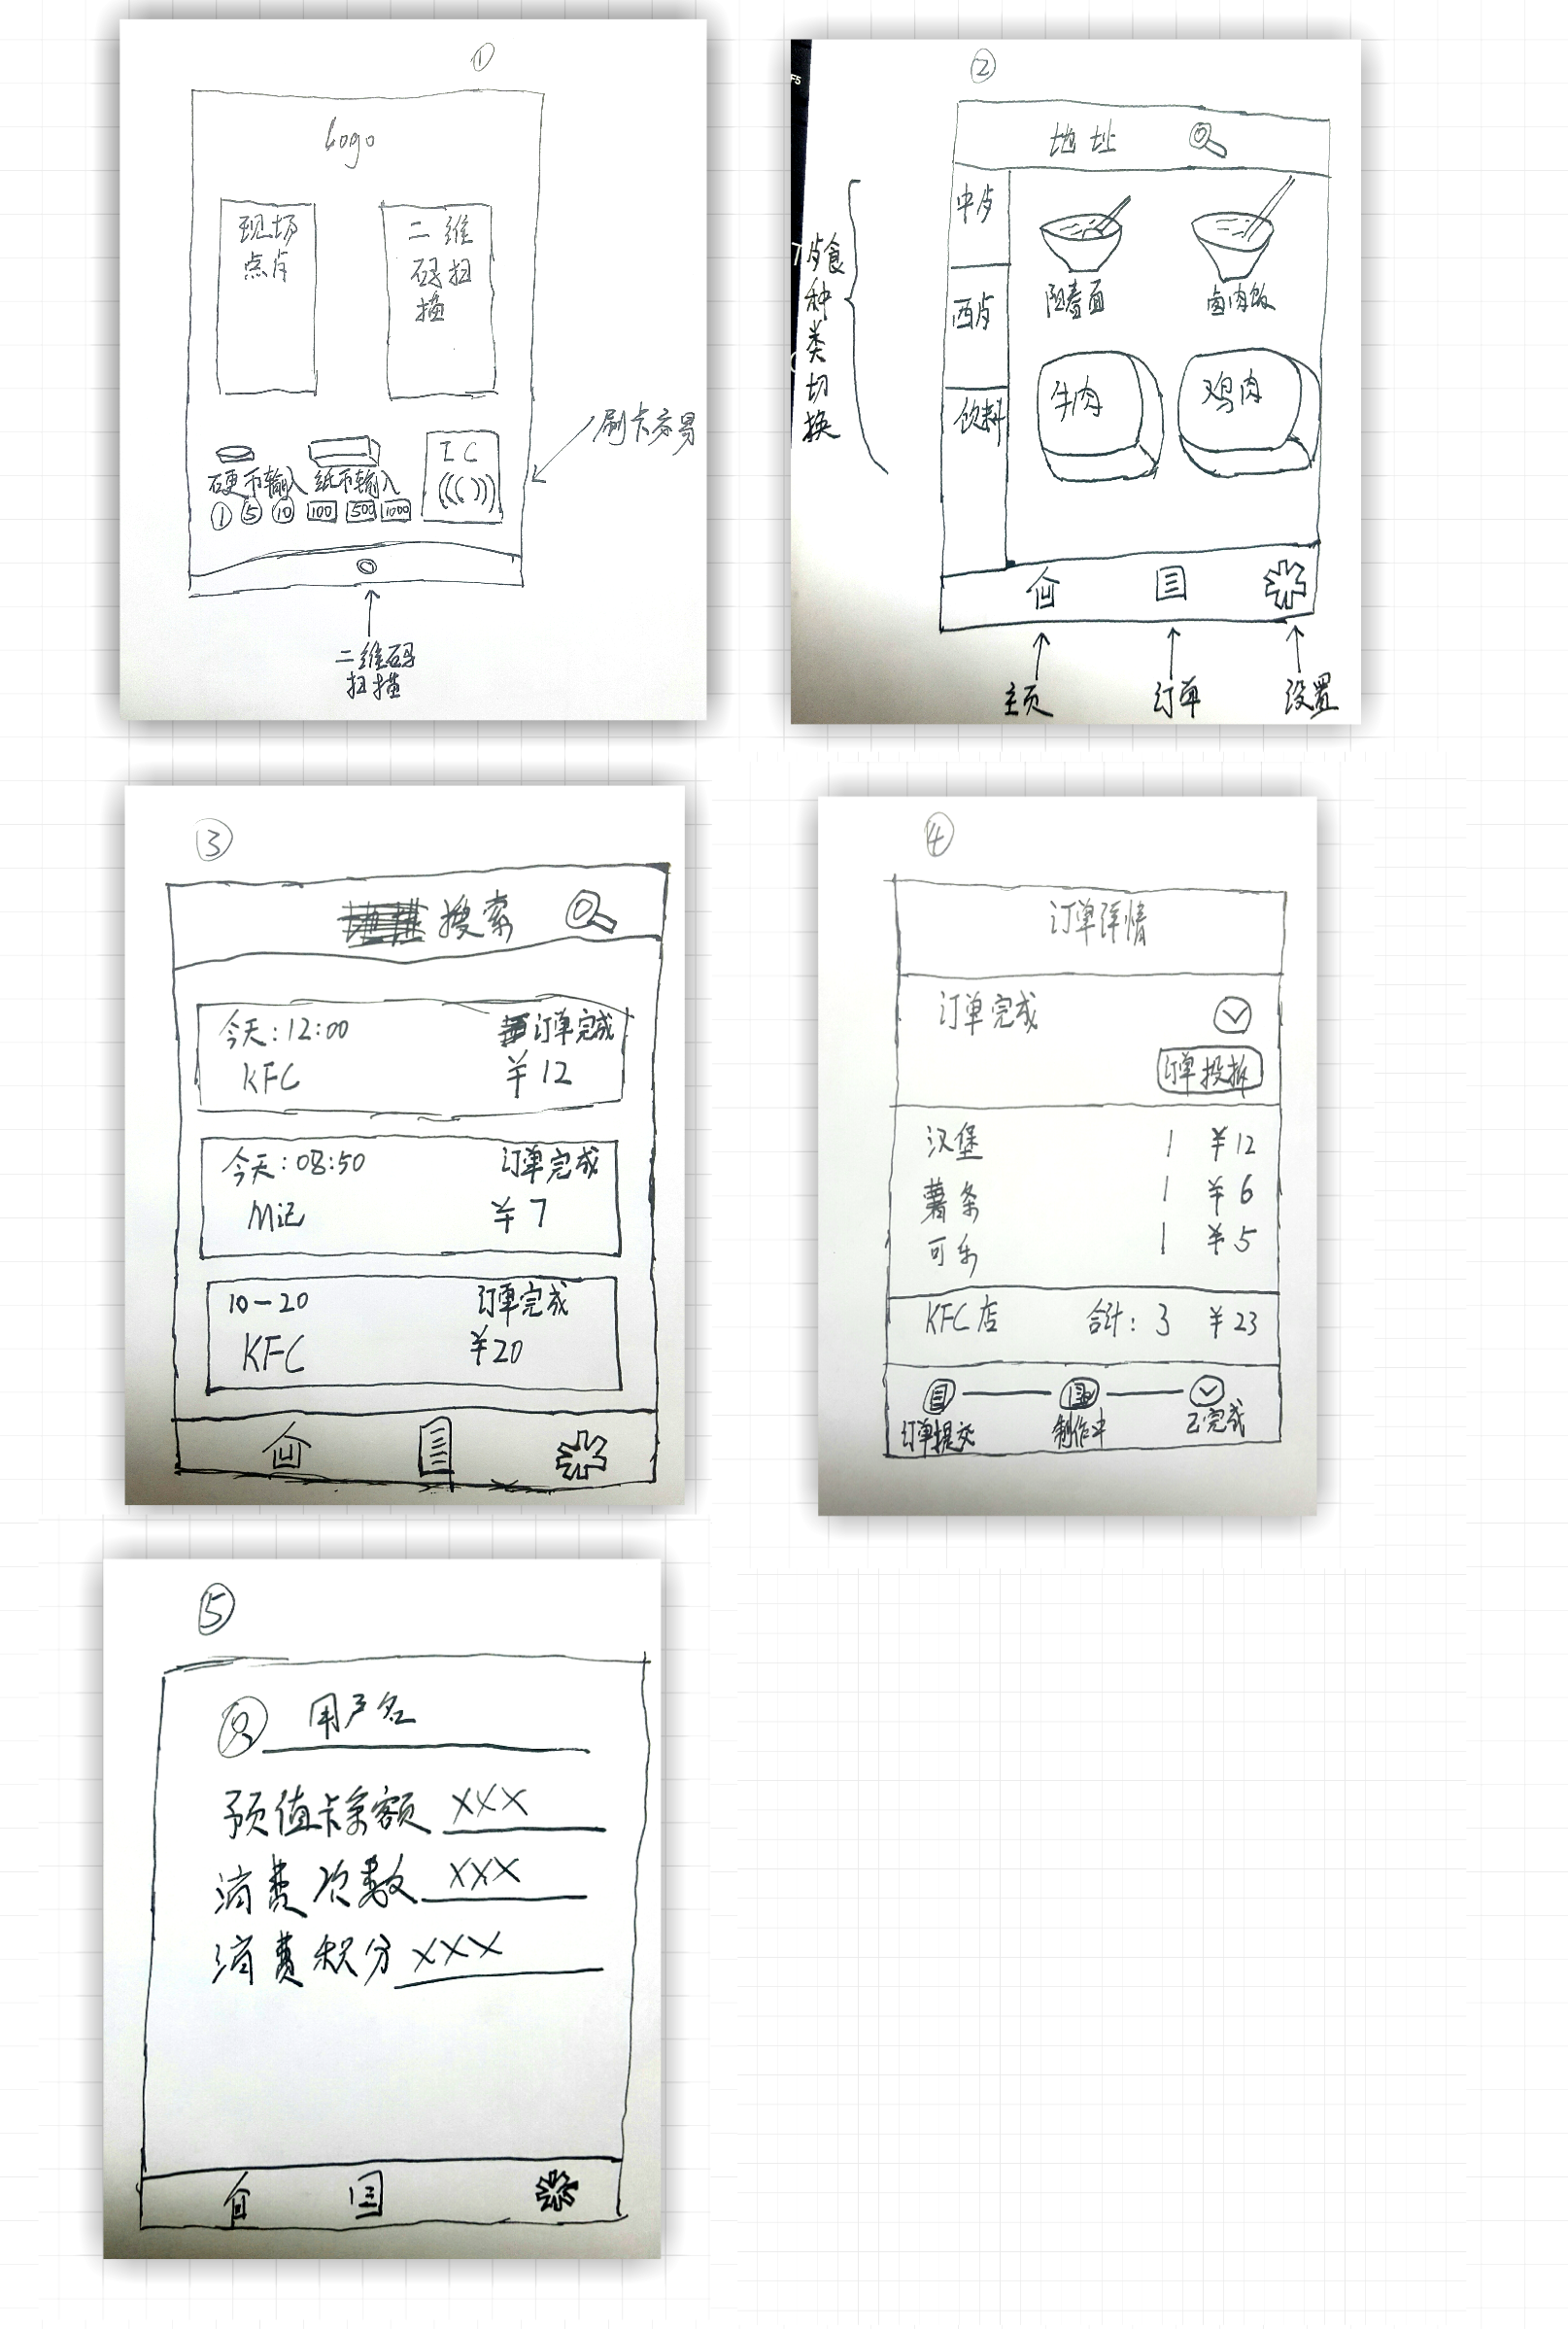 ①
Logo
现场
点歺
二维
码扫
描
IC
硬币输入 纸币输入
1 5 10 100 500 1000
刷卡交易
二维码
扫描
②
F5
地址
中歺
西歺
饮料
卤肉饭
牛肉
鸡肉
歺食种类切换
主页 订单 设置
③
搜索
今天:12:00 订单完成
KFC ¥12
今天:08:50 订单完成
M记 ¥7
10-20 订单完成
KFC ¥20
④
订单详情
订单完成
订单投诉
汉堡 1 ¥12
薯条 1 ¥6
可乐 1 ¥5
KFC店 合计: 3 ¥23
订单提交 制作中 已完成
⑤
用户名
预值卡余额 XXX
消费次数 XXX
消费积分 XXX